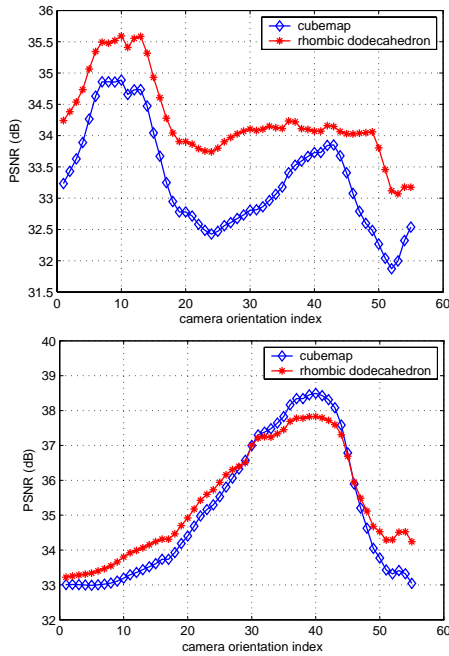 36
35.5
35
34.5
34
33.5
33
32.5
32
31.5
PSNR (dB)
cubemap
rhombic dodecahedron
0 10 20 30 40 50 60
camera orientation index
40
39
38
37
36
35
34
33
32
PSNR (dB)
cubemap
rhombic dodecahedron
0 10 20 30 40 50 60
camera orientation index